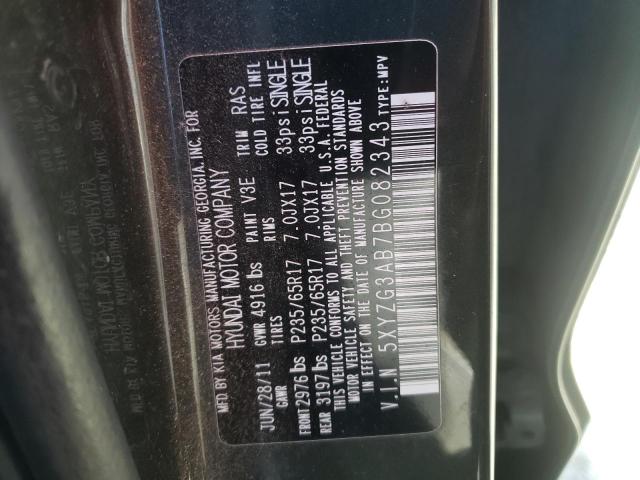 MFD BY KIA MOTORS MANUFACTURING GEORGIA, INC. FOR
HYUNDAI MOTOR COMPANY
JUN/28/11 GVWR 4916 lbs PAINT V3E TRIM RAS
GAWR TIRES RIMS COLD TIRE INFL
FRONT 2976 lbs P235/65R17 7.0JX17 33psi SINGLE
REAR 3197 lbs P235/65R17 7.0JX17 33psi SINGLE
THIS VEHICLE CONFORMS TO ALL APPLICABLE U.S.A. FEDERAL
MOTOR VEHICLE SAFETY AND THEFT PREVENTION STANDARDS
IN EFFECT ON THE DATE OF MANUFACTURE SHOWN ABOVE
V.I.N 5XYZG3AB7BG082343 TYPE:MPV